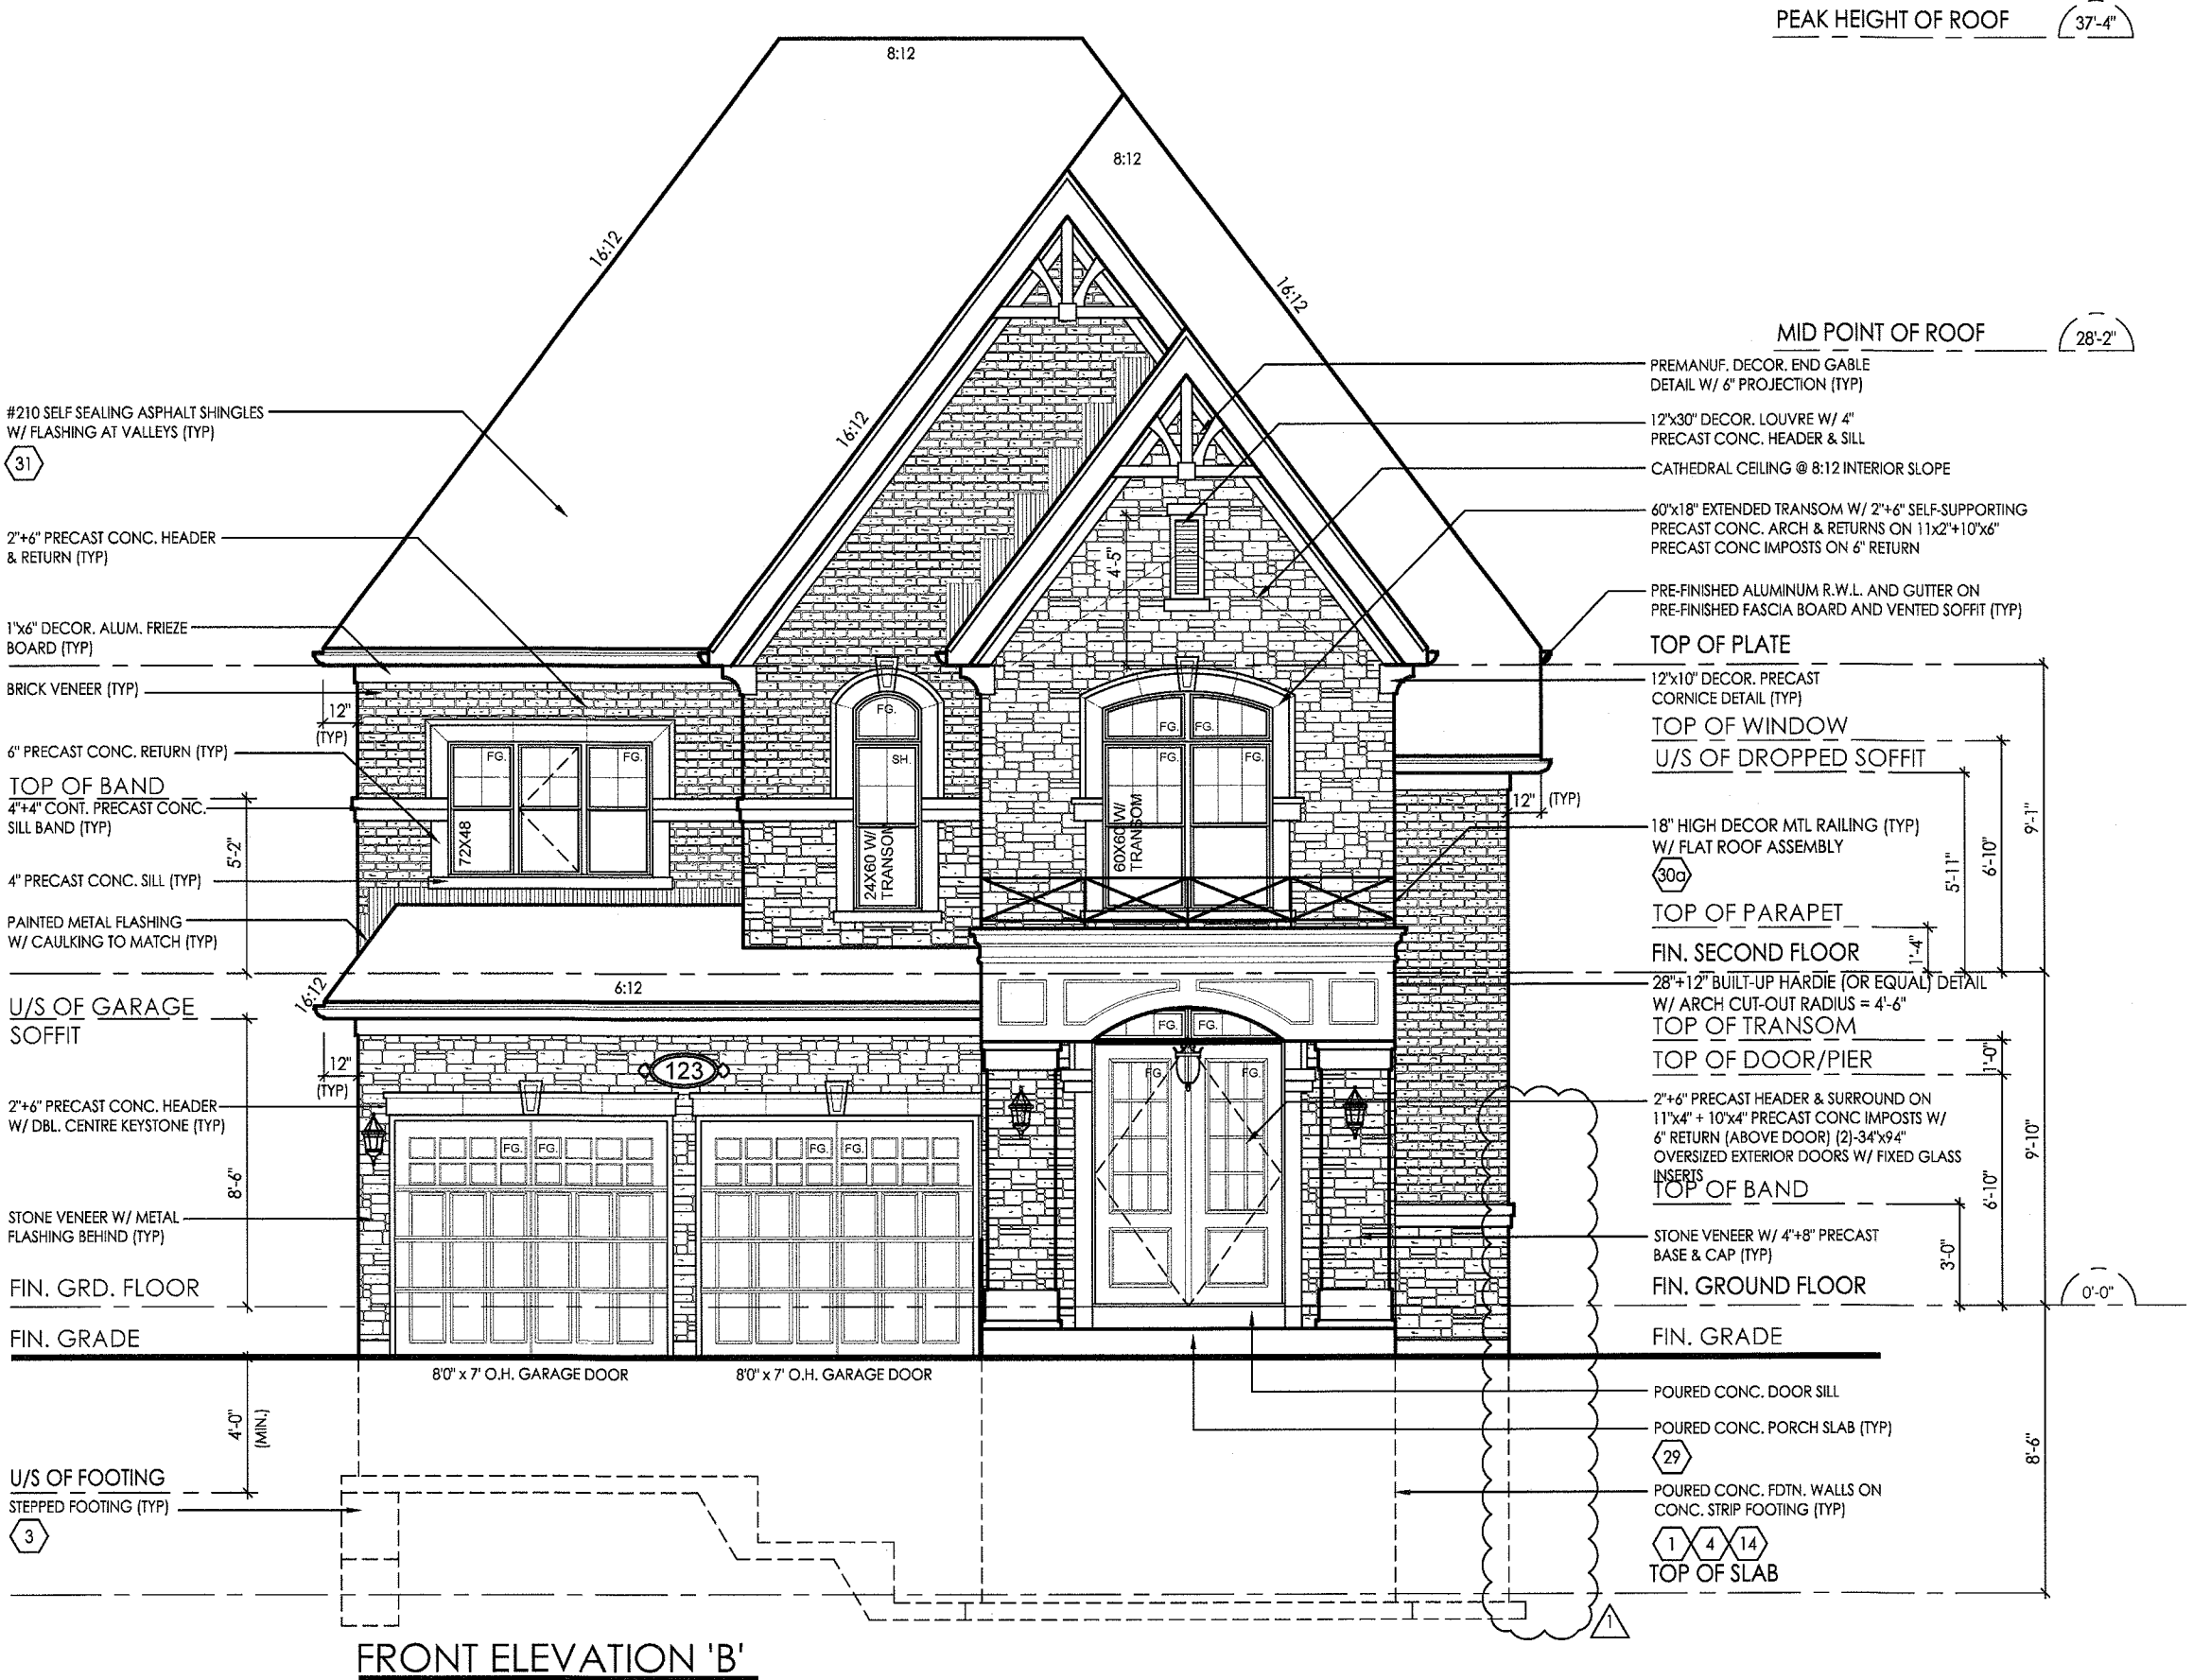 PEAK HEIGHT OF ROOF
37'-4"
8:12
8:12
16:12
16:12
16:12
MID POINT OF ROOF
28'-2"
#210 SELF SEALING ASPHALT SHINGLES
W/ FLASHING AT VALLEYS (TYP)
31
2"+6" PRECAST CONC. HEADER
& RETURN (TYP)
1"x6" DECOR. ALUM. FRIEZE
BOARD (TYP)
BRICK VENEER (TYP)
12"
(TYP)
6" PRECAST CONC. RETURN (TYP)
TOP OF BAND
4"+4" CONT. PRECAST CONC.
SILL BAND (TYP)
5'-2"
4" PRECAST CONC. SILL (TYP)
PAINTED METAL FLASHING
W/ CAULKING TO MATCH (TYP)
16:12
6:12
U/S OF GARAGE
SOFFIT
12"
(TYP)
2"+6" PRECAST CONC. HEADER
W/ DBL. CENTRE KEYSTONE (TYP)
8'-6"
STONE VENEER W/ METAL
FLASHING BEHIND (TYP)
FIN. GRD. FLOOR
FIN. GRADE
4'-0"
(MIN.)
U/S OF FOOTING
STEPPED FOOTING (TYP)
3
FG.
FG.
72X48
FG.
SH.
24X60 W/
TRANSOM
4'-5"
FG.
FG.
FG.
FG.
60X60 W/
TRANSOM
FG.
FG.
FG.
FG.
123
FG.
FG.
FG.
FG.
8'0" x 7' O.H. GARAGE DOOR
8'0" x 7' O.H. GARAGE DOOR
PREMANUF. DECOR. END GABLE
DETAIL W/ 6" PROJECTION (TYP)
12"x30" DECOR. LOUVRE W/ 4"
PRECAST CONC. HEADER & SILL
CATHEDRAL CEILING @ 8:12 INTERIOR SLOPE
60"x18" EXTENDED TRANSOM W/ 2"+6" SELF-SUPPORTING
PRECAST CONC. ARCH & RETURNS ON 11x2"+10"x6"
PRECAST CONC IMPOSTS ON 6" RETURN
PRE-FINISHED ALUMINUM R.W.L. AND GUTTER ON
PRE-FINISHED FASCIA BOARD AND VENTED SOFFIT (TYP)
TOP OF PLATE
12"x10" DECOR. PRECAST
CORNICE DETAIL (TYP)
TOP OF WINDOW
U/S OF DROPPED SOFFIT
12" (TYP)
18" HIGH DECOR MTL RAILING (TYP)
W/ FLAT ROOF ASSEMBLY
30a
5'-11"
6'-10"
9'-1"
TOP OF PARAPET
1'-4"
FIN. SECOND FLOOR
28"+12" BUILT-UP HARDIE (OR EQUAL) DETAIL
W/ ARCH CUT-OUT RADIUS = 4'-6"
TOP OF TRANSOM
1'-0"
TOP OF DOOR/PIER
2"+6" PRECAST HEADER & SURROUND ON
11"x4" + 10"x4" PRECAST CONC IMPOSTS W/
6" RETURN (ABOVE DOOR) (2)-34"x94"
OVERSIZED EXTERIOR DOORS W/ FIXED GLASS
INSERTS
TOP OF BAND
9'-10"
6'-10"
3'-0"
STONE VENEER W/ 4"+8" PRECAST
BASE & CAP (TYP)
FIN. GROUND FLOOR
0'-0"
FIN. GRADE
POURED CONC. DOOR SILL
POURED CONC. PORCH SLAB (TYP)
29
8'-6"
POURED CONC. FDTN. WALLS ON
CONC. STRIP FOOTING (TYP)
1
4
14
TOP OF SLAB
1
FRONT ELEVATION 'B'